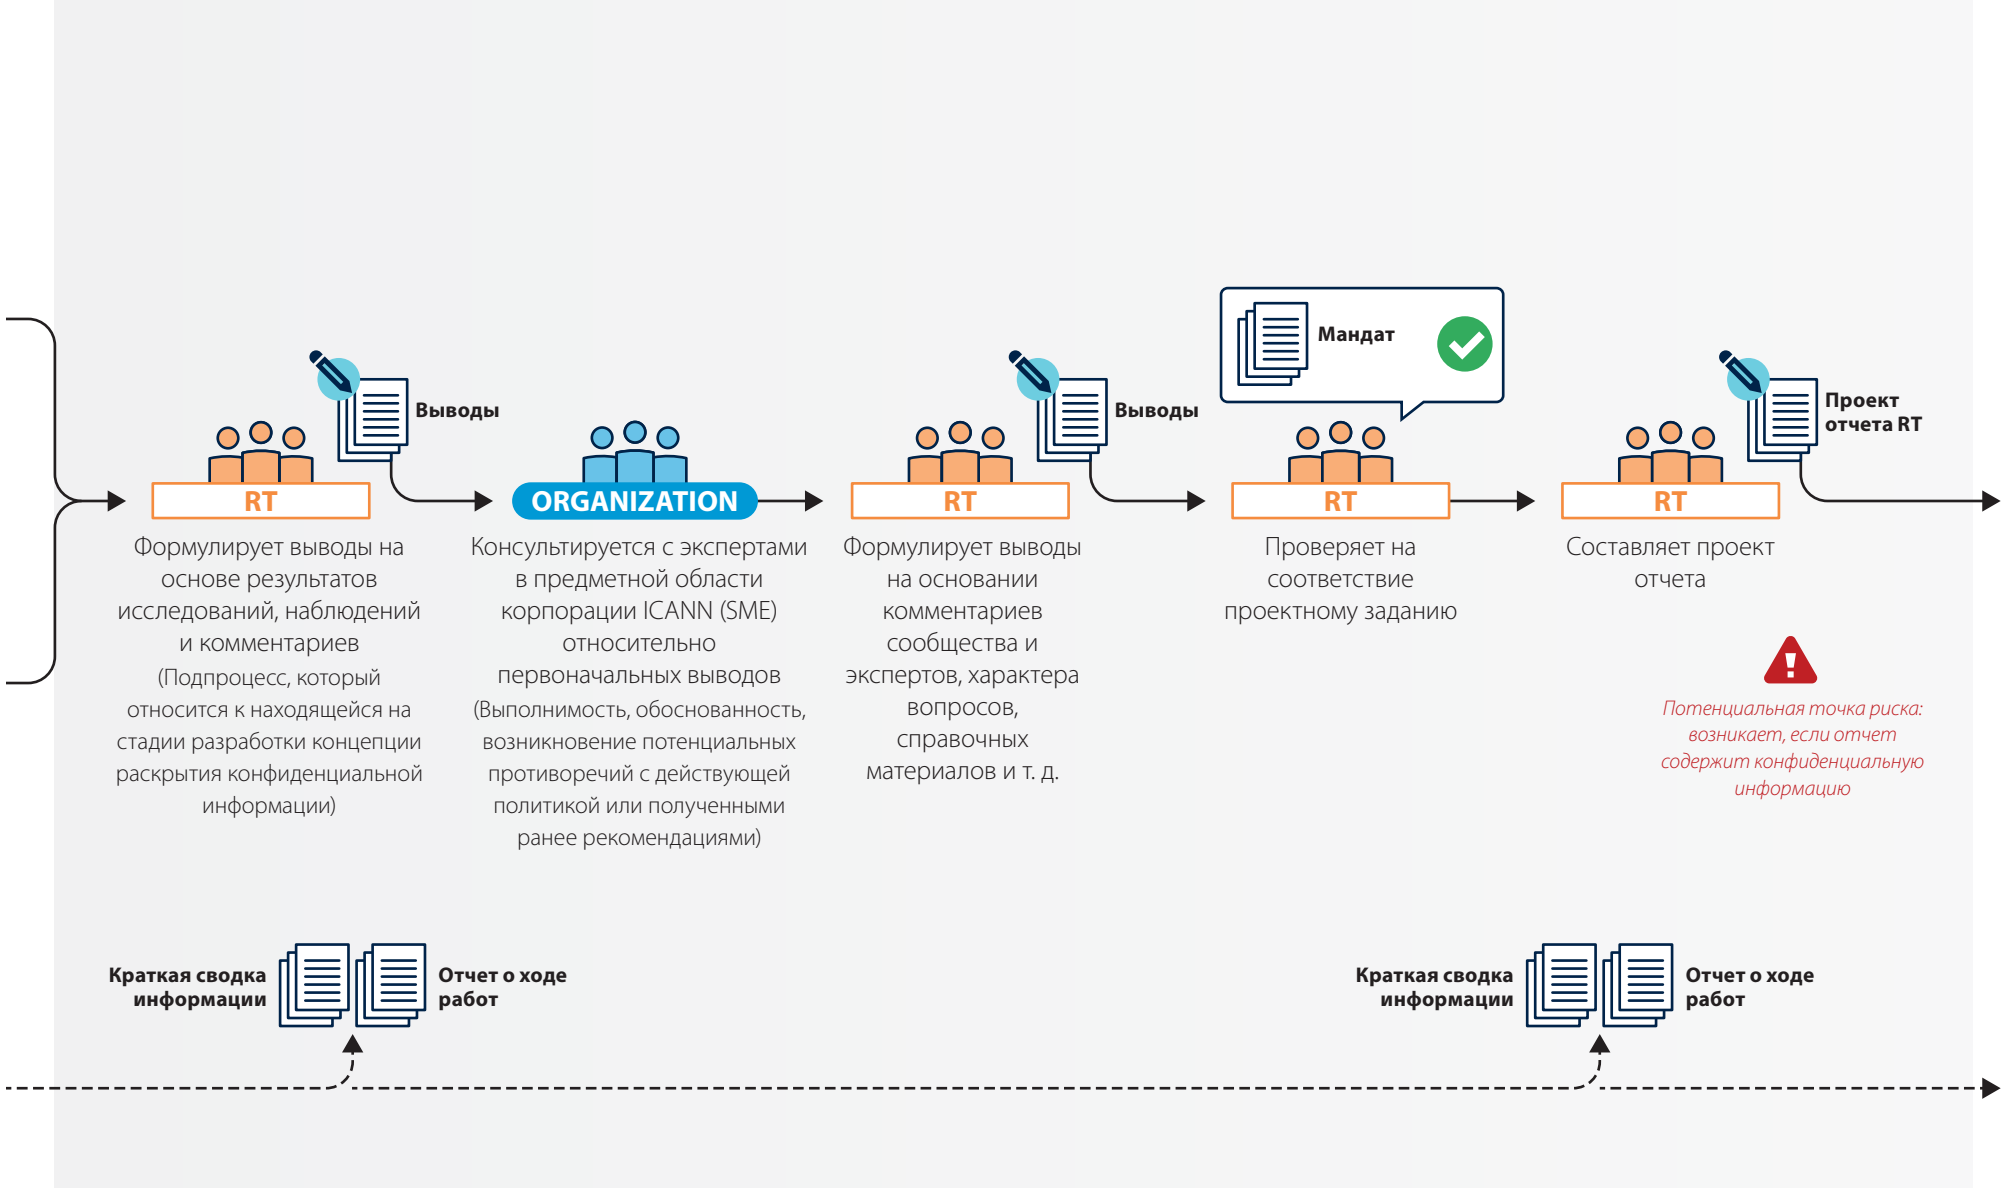 Выводы
RT
Формулирует выводы на
основе результатов
исследований, наблюдений
и комментариев
(Подпроцесс, который
относится к находящейся на
стадии разработки концепции
раскрытия конфиденциальной
информации)
ORGANIZATION
Консультируется с экспертами
в предметной области
корпорации ICANN (SME)
относительно
первоначальных выводов
(Выполнимость, обоснованность,
возникновение потенциальных
противоречий с действующей
политикой или полученными
ранее рекомендациями)
Выводы
RT
Формулирует выводы
на основании
комментариев
сообщества и
экспертов, характера
вопросов,
справочных
материалов и т. д.
Мандат
RT
Проверяет на
соответствие
проектному заданию
Проект
отчета RT
RT
Составляет проект
отчета
Потенциальная точка риска:
возникает, если отчет
содержит конфиденциальную
информацию
Краткая сводка
информации
Отчет о ходе
работ
Краткая сводка
информации
Отчет о ходе
работ